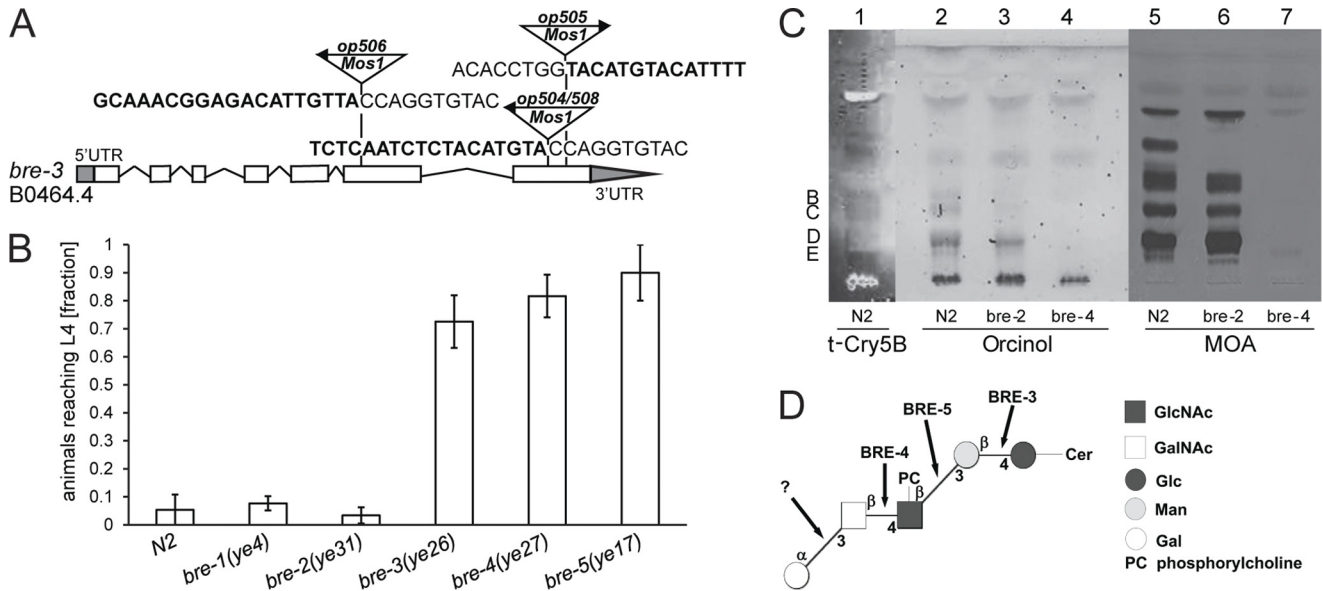 A
op506
Mos1
op505
Mos1
ACACCTGGTACATGTACATTTT
GCAAACGGAGACATTGTTACCAGGTGTAC
op504/508
Mos1
TCTCAATCTCTACATGTACCAGGTGTAC
bre-3
B0464.4
5'UTR
3'UTR
B
animals reaching L4 [fraction]
1
0.9
0.8
0.7
0.6
0.5
0.4
0.3
0.2
0.1
0
N2
bre-1(ye4)
bre-2(ye31)
bre-3(ye26)
bre-4(ye27)
bre-5(ye17)
C
1 2 3 4 5 6 7
B
C
D
E
N2 N2 bre-2 bre-4 N2 bre-2 bre-4
t-Cry5B Orcinol MOA
D
BRE-3
BRE-5
BRE-4
?
β
4
Cer
3
PC
β
β
4
3
α
GlcNAc
GalNAc
Glc
Man
Gal
PC phosphorylcholine